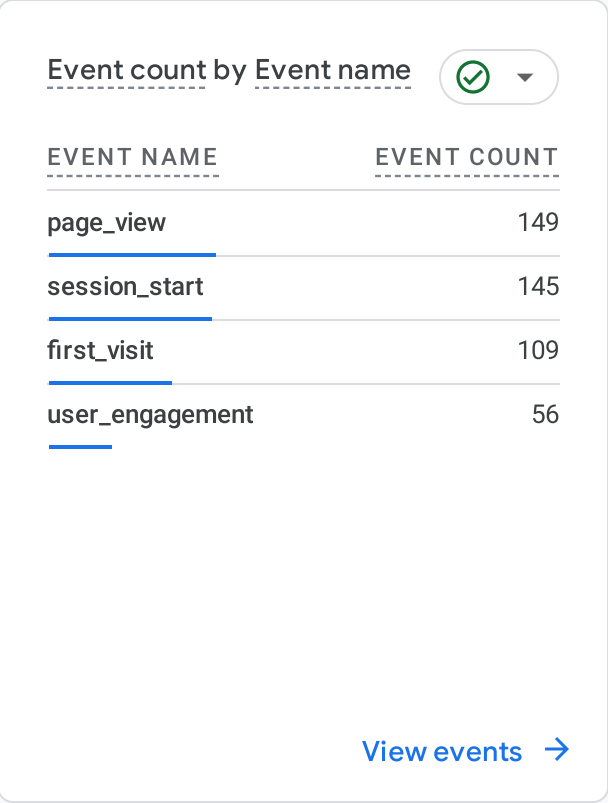 Event count by Event name
EVENT NAME EVENT COUNT
page_view 149
session_start 145
first_visit 109
user_engagement 56
View events